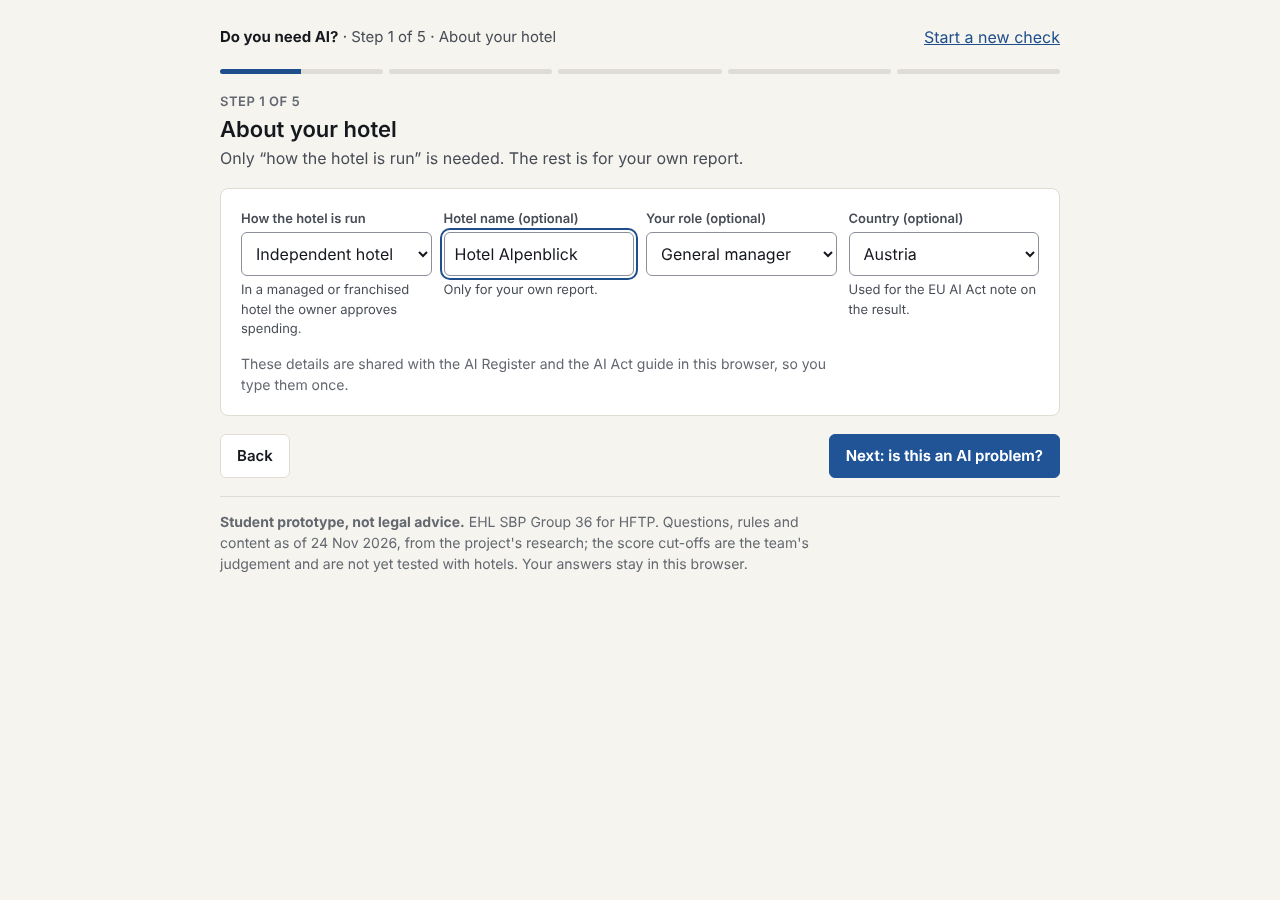 Do you need AI? · Step 1 of 5 · About your hotel
Start a new check
STEP 1 OF 5
About your hotel
Only “how the hotel is run” is needed. The rest is for your own report.
How the hotel is run
Independent hotel
In a managed or franchised
hotel the owner approves
spending.
Hotel name (optional)
Hotel Alpenblick
Only for your own report.
Your role (optional)
General manager
Country (optional)
Austria
Used for the EU AI Act note on
the result.
These details are shared with the AI Register and the AI Act guide in this browser, so you
type them once.
Back
Next: is this an AI problem?
Student prototype, not legal advice. EHL SBP Group 36 for HFTP. Questions, rules and
content as of 24 Nov 2026, from the project's research; the score cut-offs are the team's
judgement and are not yet tested with hotels. Your answers stay in this browser.